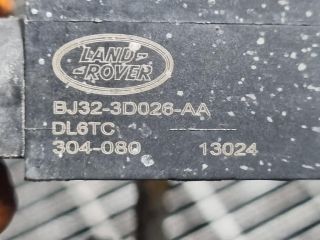 LAND-
ROVER
BJ32-3D026-AA
DL6TC
304-080 13024